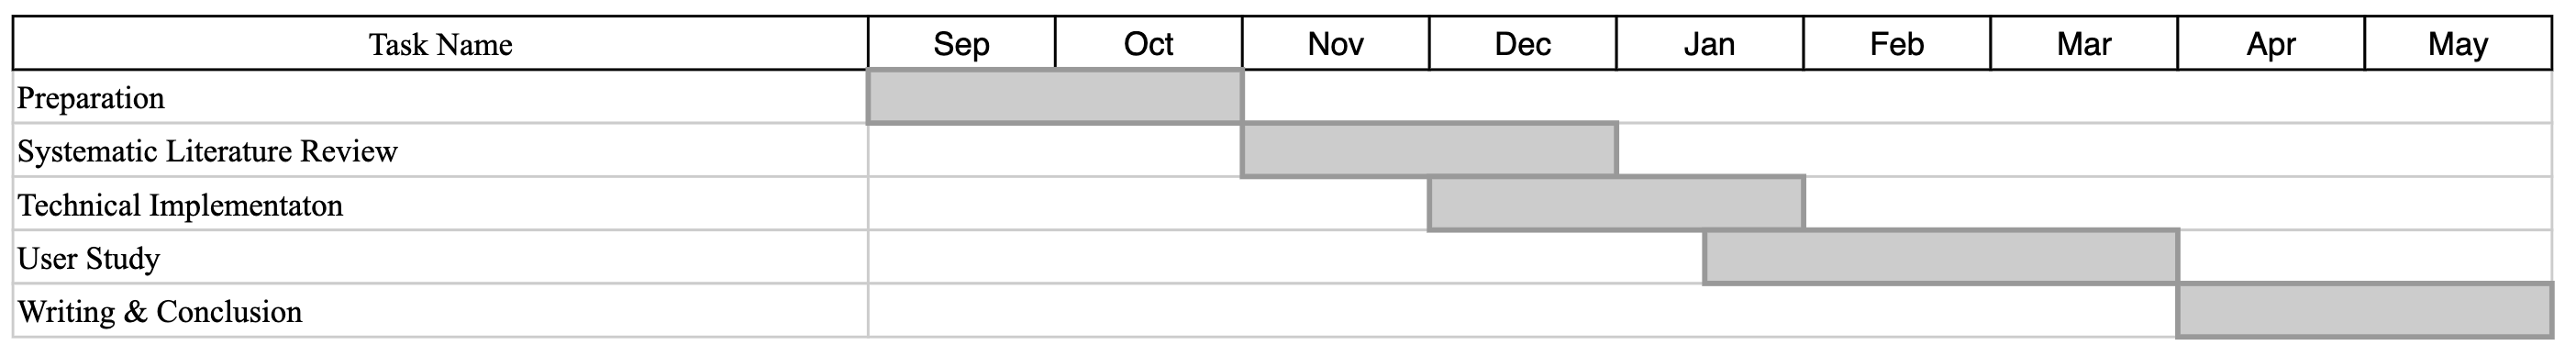 Task Name Sep Oct Nov Dec Jan Feb Mar Apr May
Preparation
Systematic Literature Review
Technical Implementaton
User Study
Writing & Conclusion